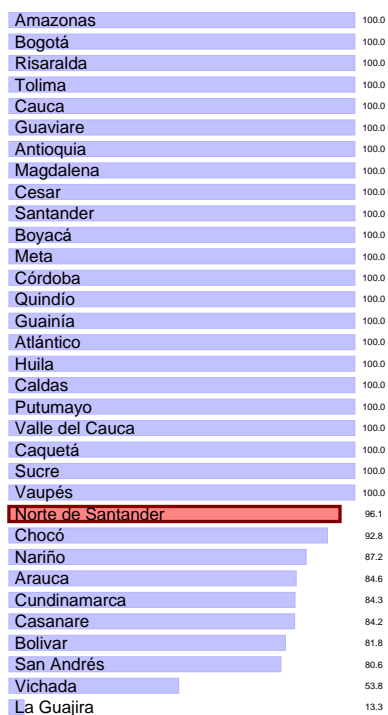 Amazonas 100.0
Bogotá 100.0
Risaralda 100.0
Tolima 100.0
Cauca 100.0
Guaviare 100.0
Antioquia 100.0
Magdalena 100.0
Cesar 100.0
Santander 100.0
Boyacá 100.0
Meta 100.0
Córdoba 100.0
Quindío 100.0
Guainía 100.0
Atlántico 100.0
Huila 100.0
Caldas 100.0
Putumayo 100.0
Valle del Cauca 100.0
Caquetá 100.0
Sucre 100.0
Vaupés 100.0
Norte de Santander 96.1
Chocó 92.8
Nariño 87.2
Arauca 84.6
Cundinamarca 84.3
Casanare 84.2
Bolivar 81.8
San Andrés 80.6
Vichada 53.8
La Guajira 13.3